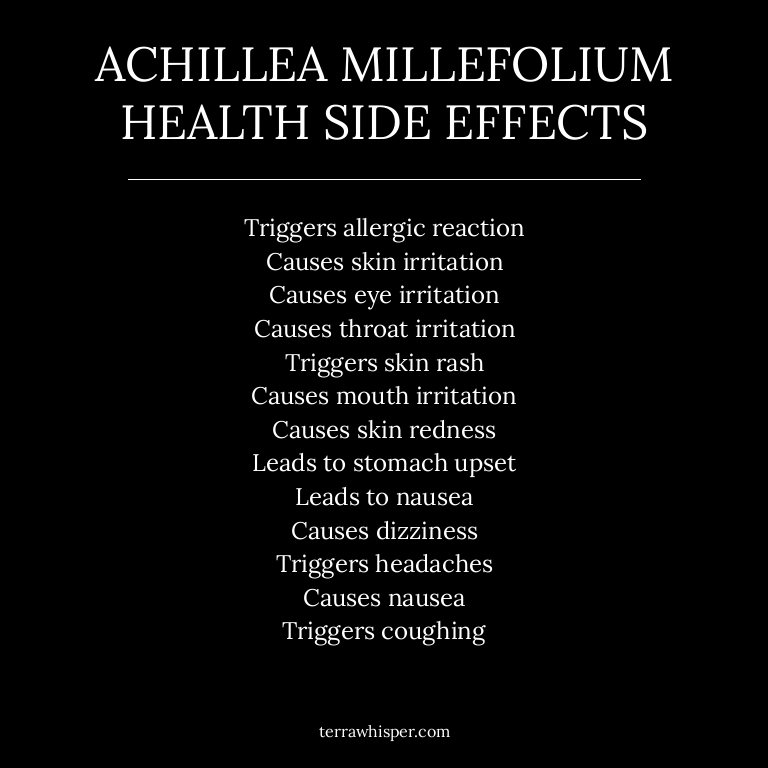 ACHILLEA MILLEFOLIUM
HEALTH SIDE EFFECTS
Triggers allergic reaction
Causes skin irritation
Causes eye irritation
Causes throat irritation
Triggers skin rash
Causes mouth irritation
Causes skin redness
Leads to stomach upset
Leads to nausea
Causes dizziness
Triggers headaches
Causes nausea
Triggers coughing
terrawhisper.com